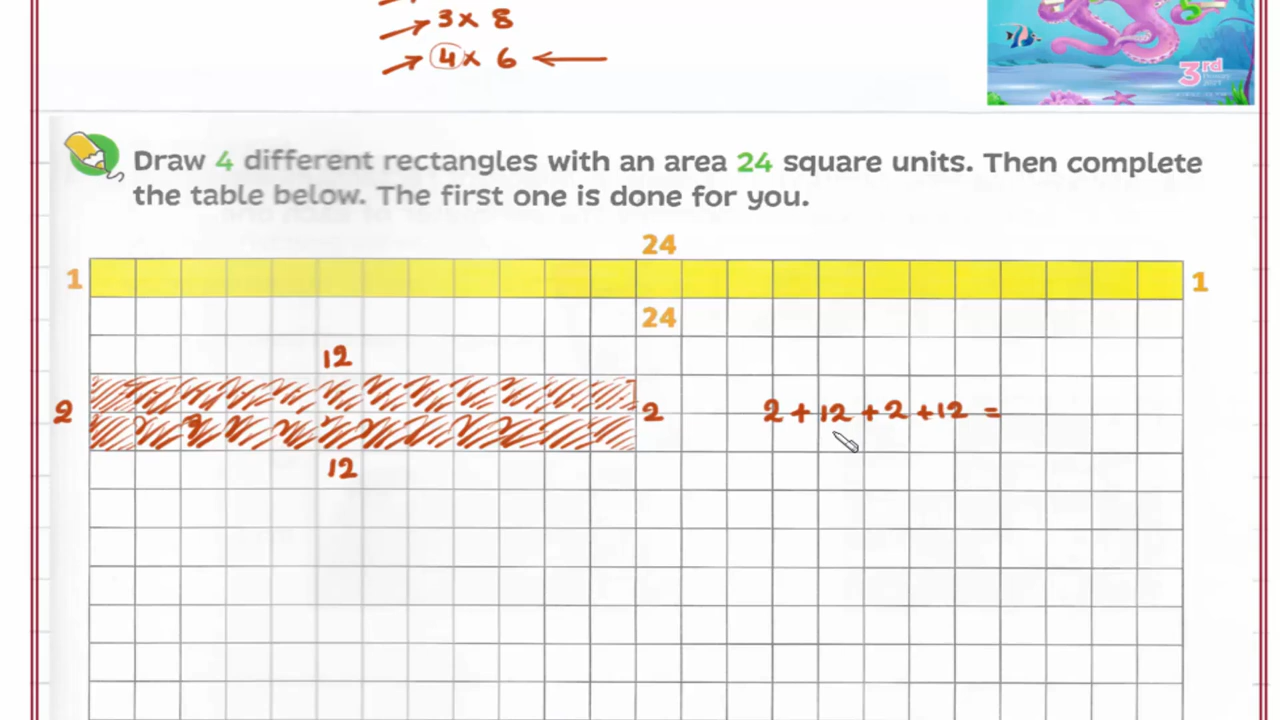 3 x 8
4 x 6
3rd
Primary
Draw 4 different rectangles with an area 24 square units. Then complete
the table below. The first one is done for you.
24
1 1
24
12
2 2 2 + 12 + 2 + 12 =
12